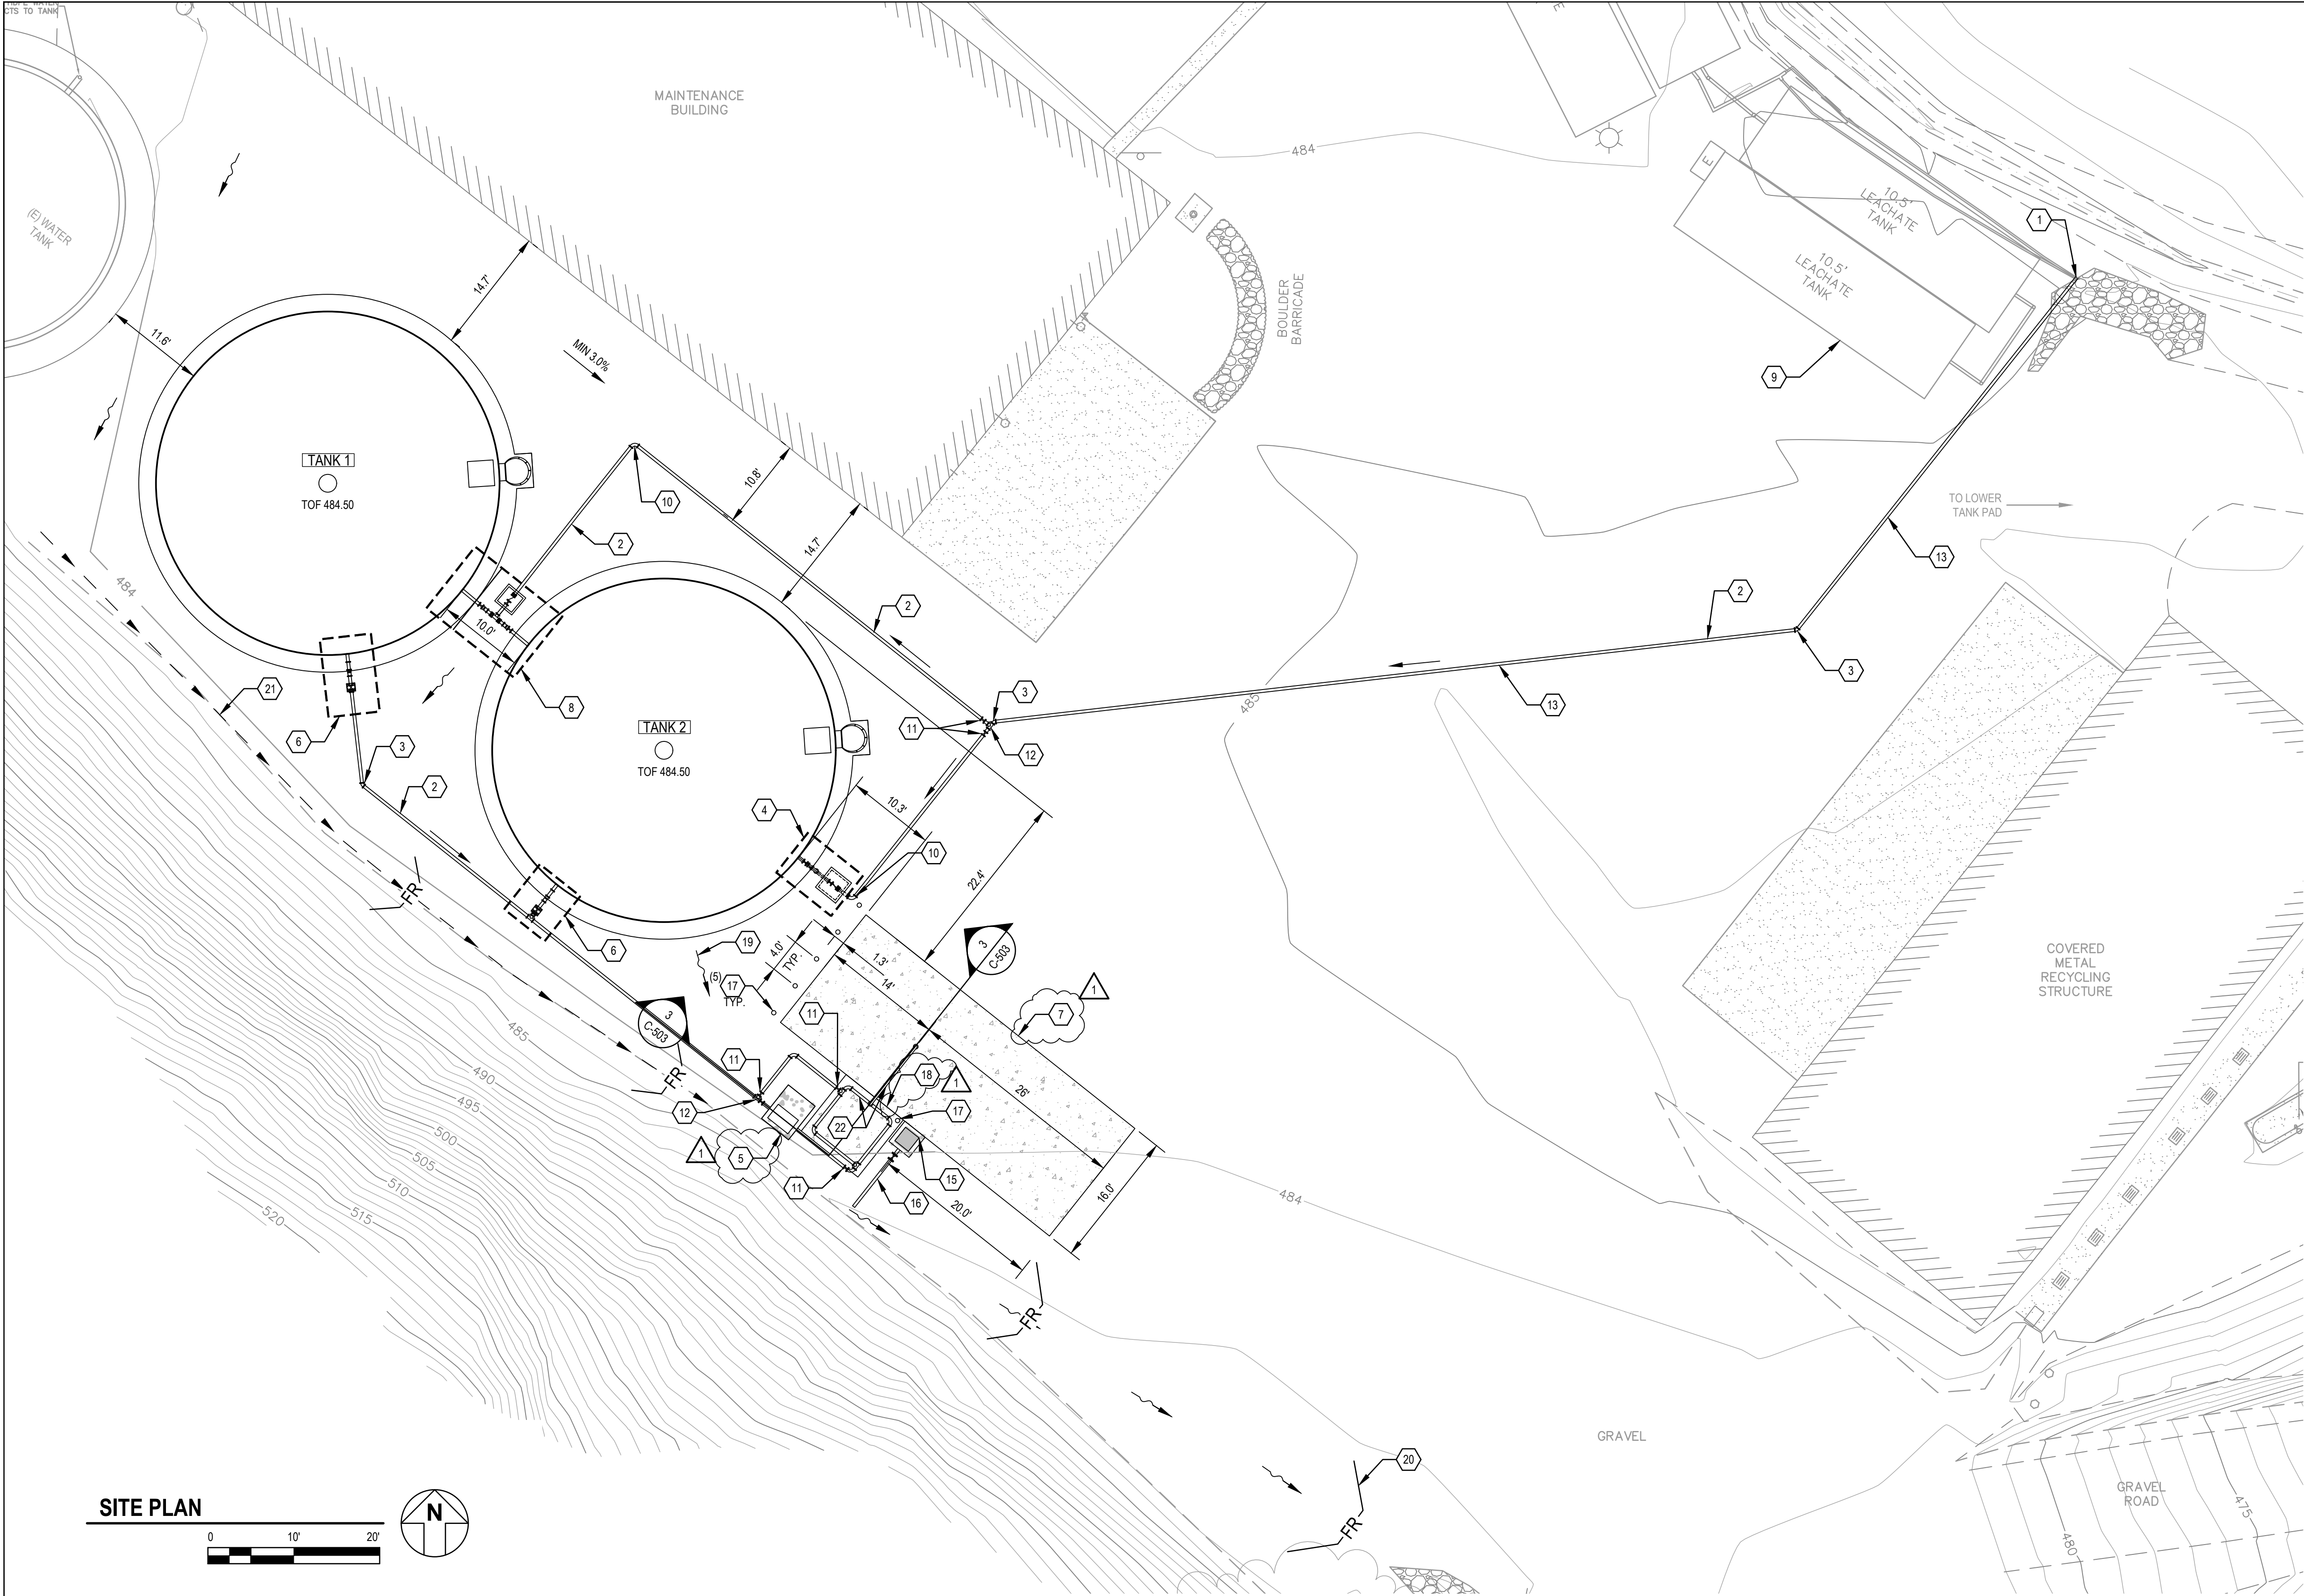 CTS TO TANK
MAINTENANCE
BUILDING
484
(E) WATER
TANK
E
10.5'
LEACHATE
TANK
10.5'
LEACHATE
TANK
1
14.7'
BOULDER
BARRICADE
11.6'
MIN 3.0%
9
TANK 1
TOF 484.50
10
10.8'
14.7'
2
TO LOWER
TANK PAD
13
484
2
2
10.0'
3
21
8
3
485
13
6
3
11
12
TANK 2
TOF 484.50
2
4
10.3'
10
22.4'
FR
6
19
4.0'
TYP.
1.3'
14'
3
C-503
COVERED
METAL
RECYCLING
STRUCTURE
(5)
17
TYP.
1
7
3
C-503
11
485
11
18
1
26'
FR
490
12
17
495
22
500
1
5
505
15
11
16
16.0'
20.0'
510
515
520
484
FR
GRAVEL
20
GRAVEL
ROAD
475
480
FR
SITE PLAN
N
0 10' 20'